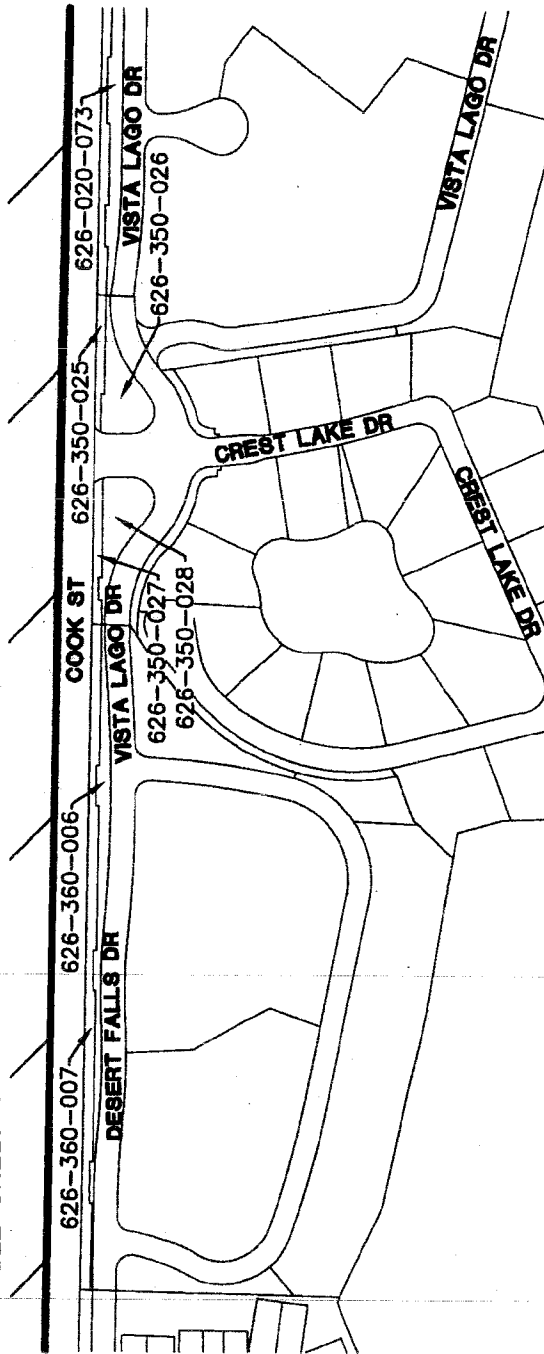 626-020-073
VISTA LAGO DR
626-350-026
VISTA LAGO DR
626-350-025
CREST LAKE DR
CREST LAKE DR
COOK ST
VISTA LAGO DR
626-350-027
626-350-028
626-360-006
DESERT FALLS DR
626-360-007